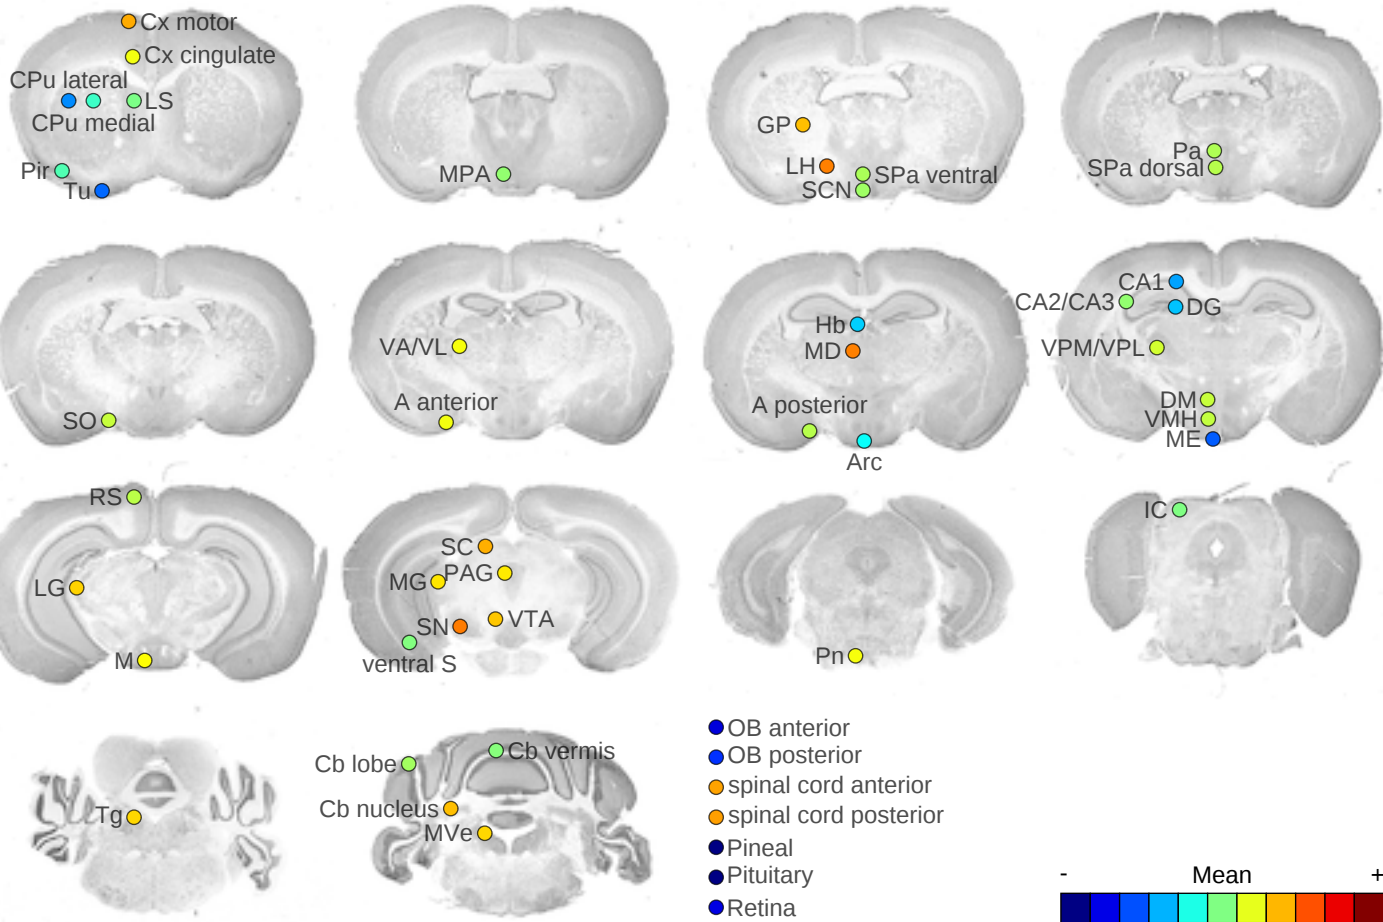 Cx motor
Cx cingulate
CPu lateral
LS
CPu medial
Pir
Tu
MPA
GP
LH
SPa ventral
SCN
Pa
SPa dorsal
SO
VA/VL
A anterior
Hb
MD
A posterior
Arc
CA1
CA2/CA3
DG
VPM/VPL
DM
VMH
ME
RS
LG
M
SC
MG
PAG
SN
VTA
ventral S
Pn
IC
Tg
Cb lobe
Cb vermis
Cb nucleus
MVe
OB anterior
OB posterior
spinal cord anterior
spinal cord posterior
Pineal
Pituitary
Retina
- Mean +